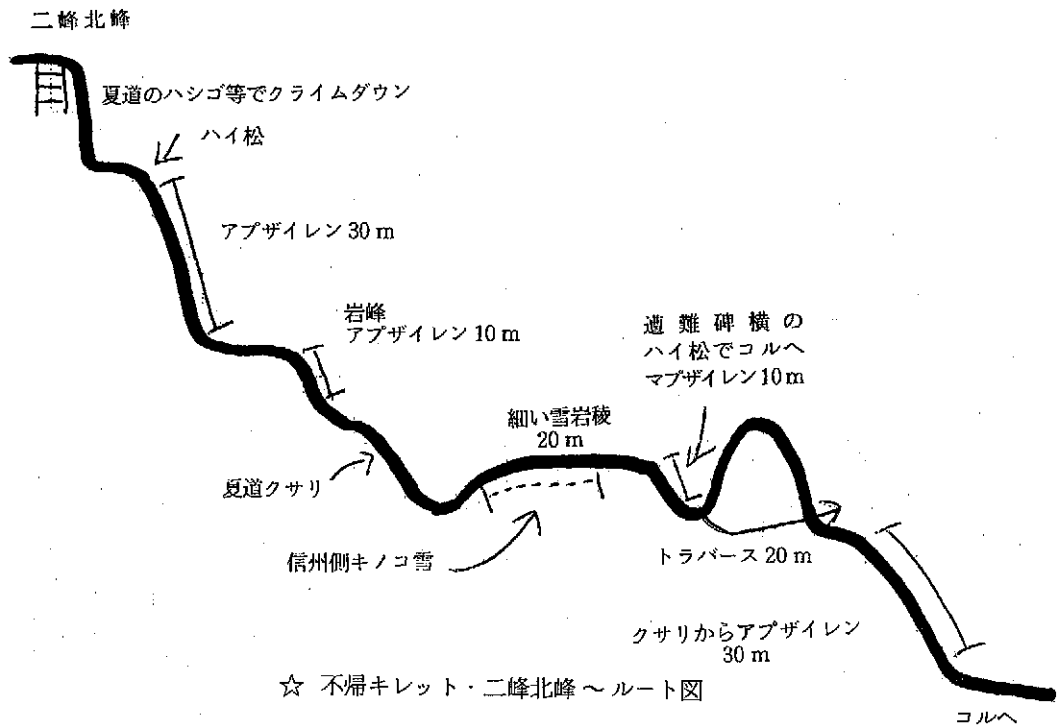 二峰北峰
夏道のハシゴ等でクライムダウン
ハイ松
アプザイレン 30 m
岩峰
アプザイレン 10 m
遭難碑横の
ハイ松でコルへ
マプザイレン 10 m
細い雪岩稜
20 m
夏道クサリ
信州側キノコ雪
トラバース 20 m
クサリからアプザイレン
30 m
☆ 不帰キレット・二峰北峰 ~ ルート図
コルへ